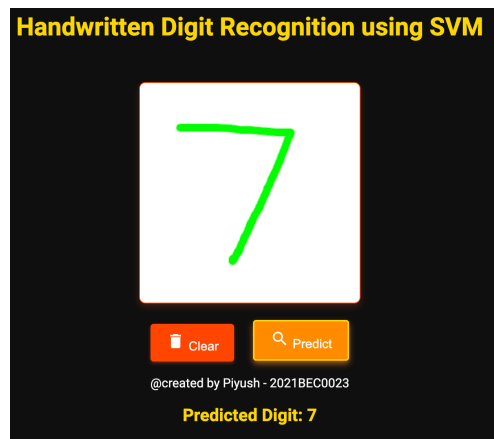 Handwritten Digit Recognition using SVM
7
Clear
Predict
@created by Piyush - 2021BEC0023
Predicted Digit: 7